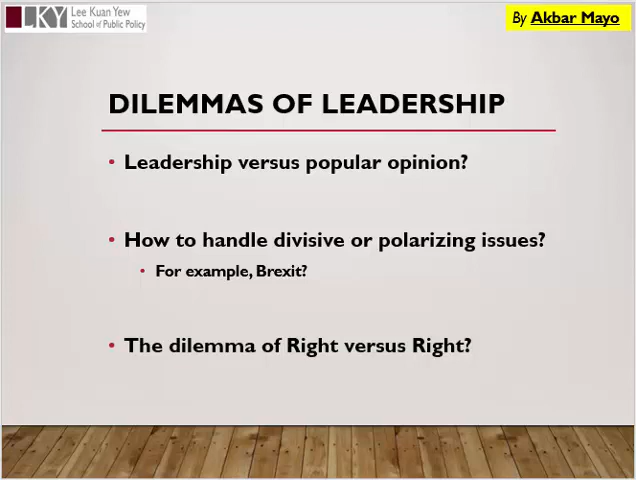 LKY
Lee Kuan Yew
School of Public Policy
By Akbar Mayo
DILEMMAS OF LEADERSHIP
• Leadership versus popular opinion?
• How to handle divisive or polarizing issues?
• For example, Brexit?
• The dilemma of Right versus Right?